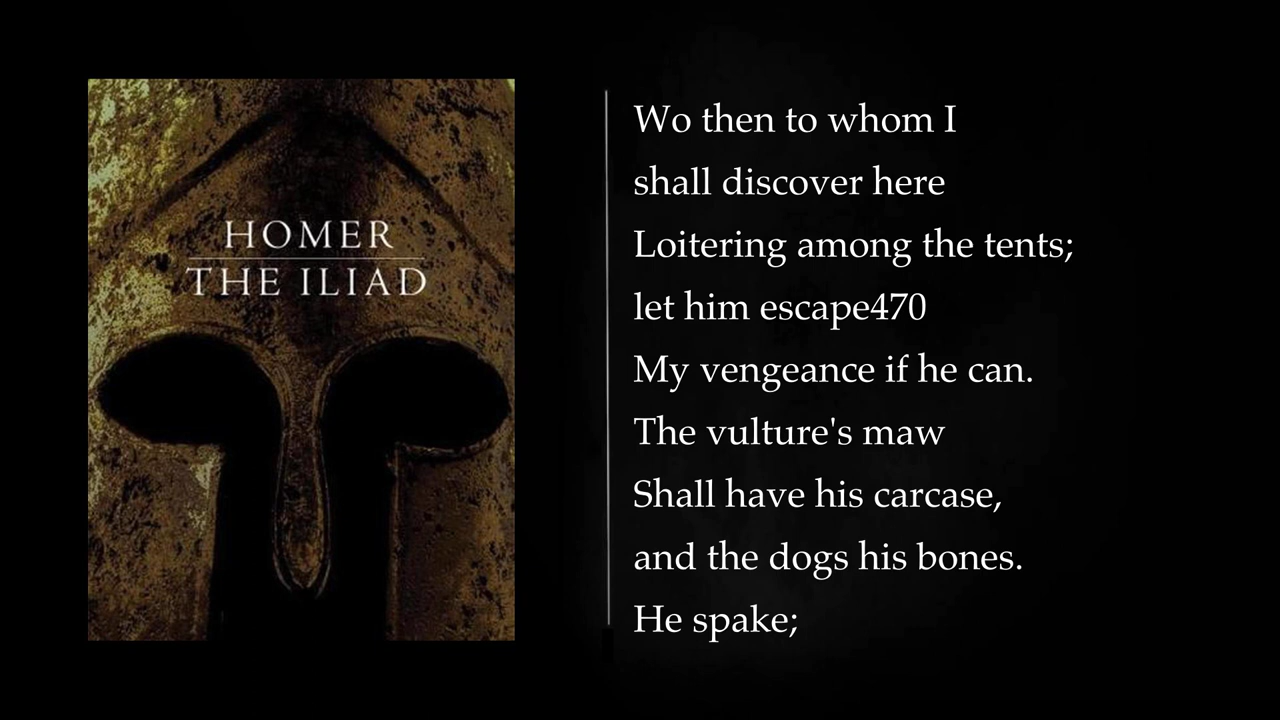 HOMER
THE ILIAD
Wo then to whom I
shall discover here
Loitering among the tents;
let him escape470
My vengeance if he can.
The vulture's maw
Shall have his carcase,
and the dogs his bones.
He spake;